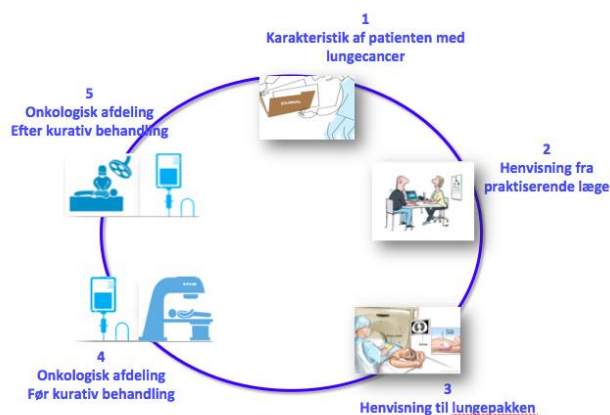 1
Karakteristik af patienten med
lungecancer
5
Onkologisk afdeling
Efter kurativ behandling
JOURNAL
2
Henvisning fra
praktiserende læge
4
Onkologisk afdeling
Før kurativ behandling
3
Henvisning til lungepakken